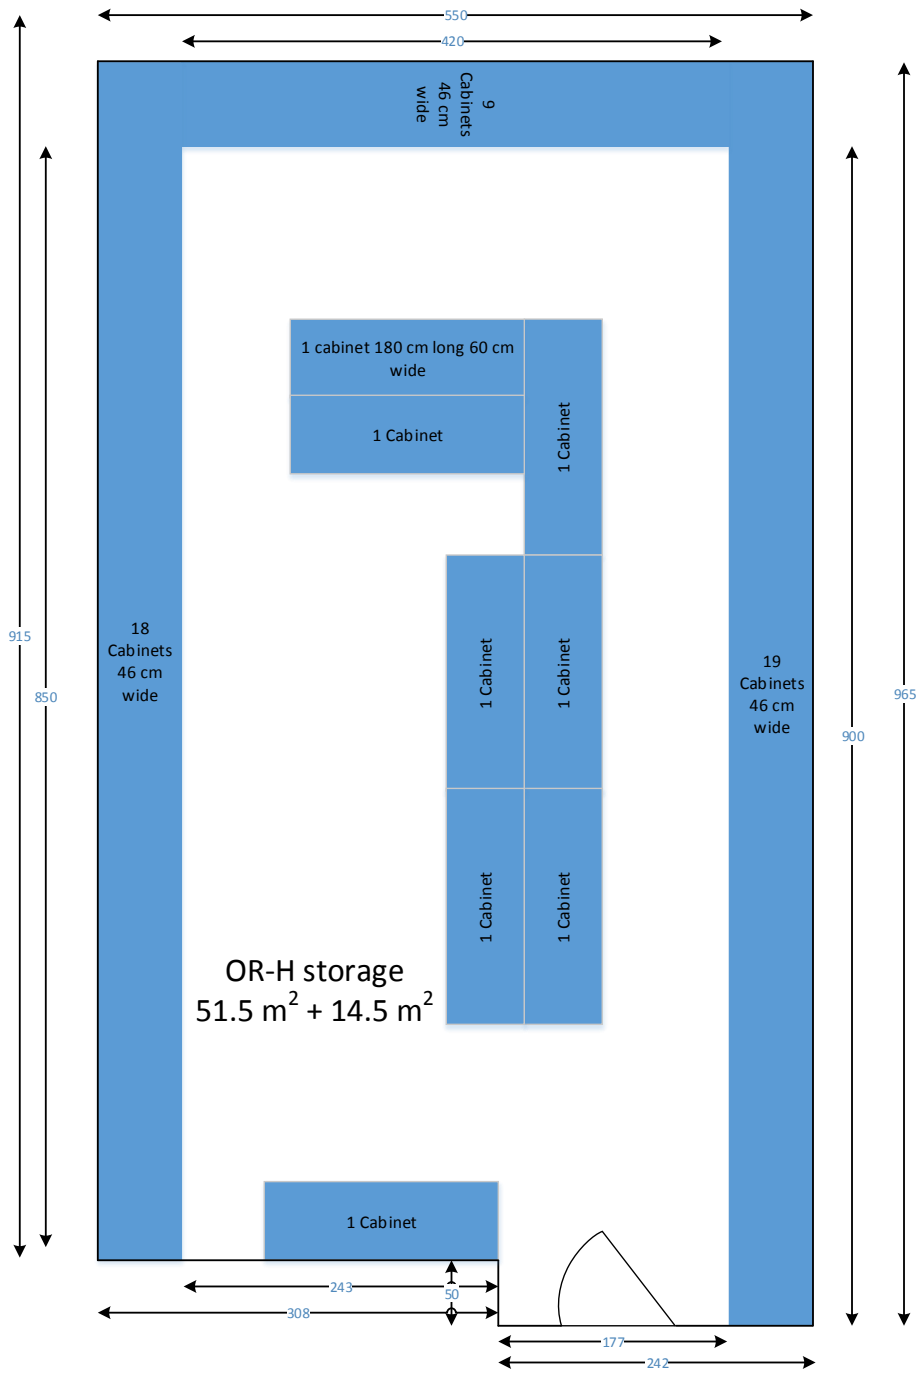 550
420
9
Cabinets
46 cm
wide
1 cabinet 180 cm long 60 cm
wide
1 Cabinet
1 Cabinet
18
Cabinets
46 cm
wide
915
850
1 Cabinet
1 Cabinet
19
Cabinets
46 cm
wide
965
900
1 Cabinet
1 Cabinet
OR-H storage
51.5 m² + 14.5 m²
1 Cabinet
243
50
308
177
242